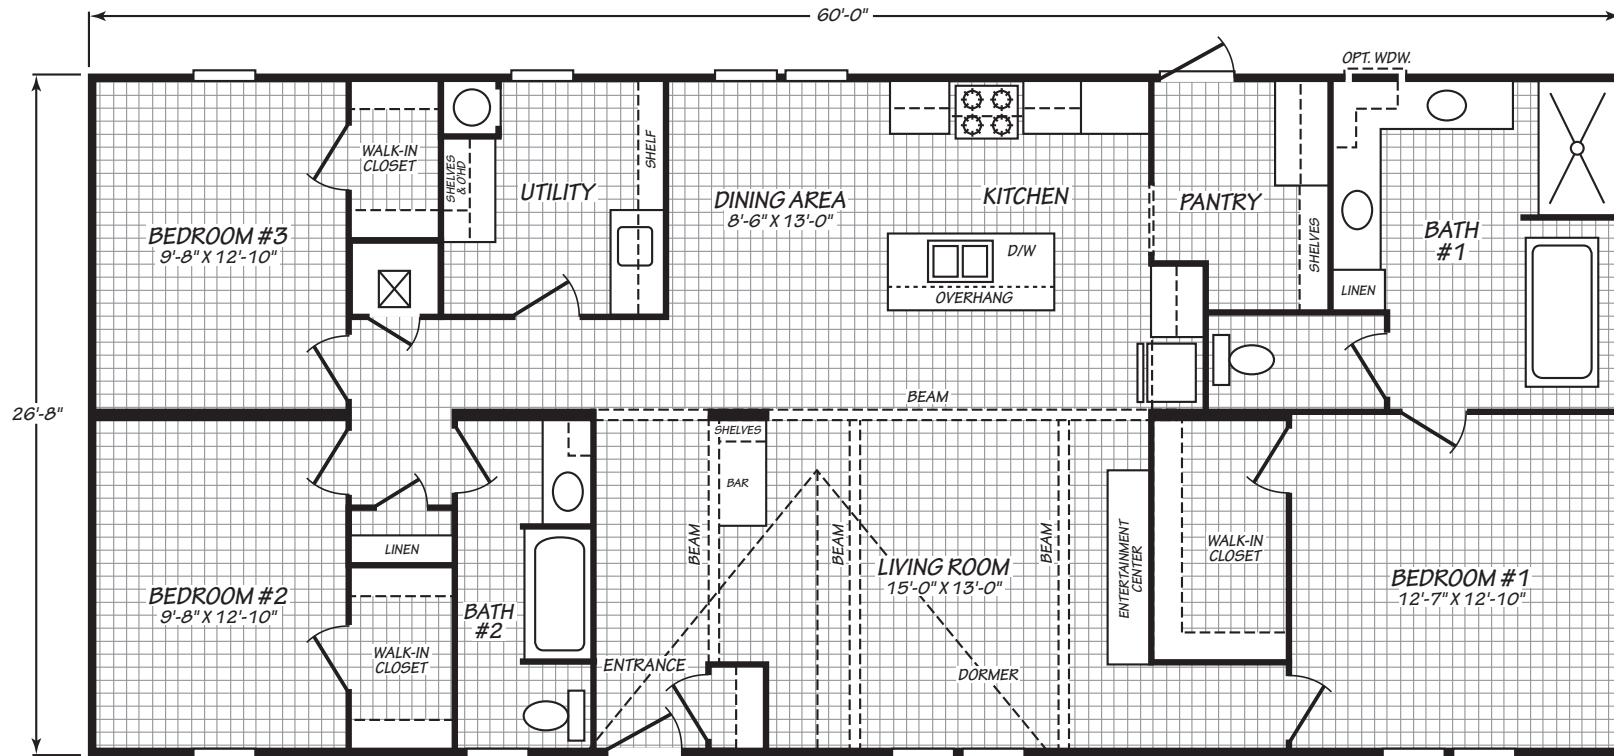 60'-0"
OPT. WDW.
26'-8"
BEDROOM #3
9'-8" X 12'-10"
WALK-IN
CLOSET
SHELVES
& O'HD
UTILITY
SHELF
DINING AREA
8'-6" X 13'-0"
KITCHEN
D/W
OVERHANG
PANTRY
SHELVES
BATH
#1
LINEN
BEAM
BEDROOM #2
9'-8" X 12'-10"
LINEN
WALK-IN
CLOSET
BATH
#2
SHELVES
BAR
BEAM
BEAM
BEAM
ENTRANCE
LIVING ROOM
15'-0" X 13'-0"
DORMER
ENTERTAINMENT
CENTER
WALK-IN
CLOSET
BEDROOM #1
12'-7" X 12'-10"